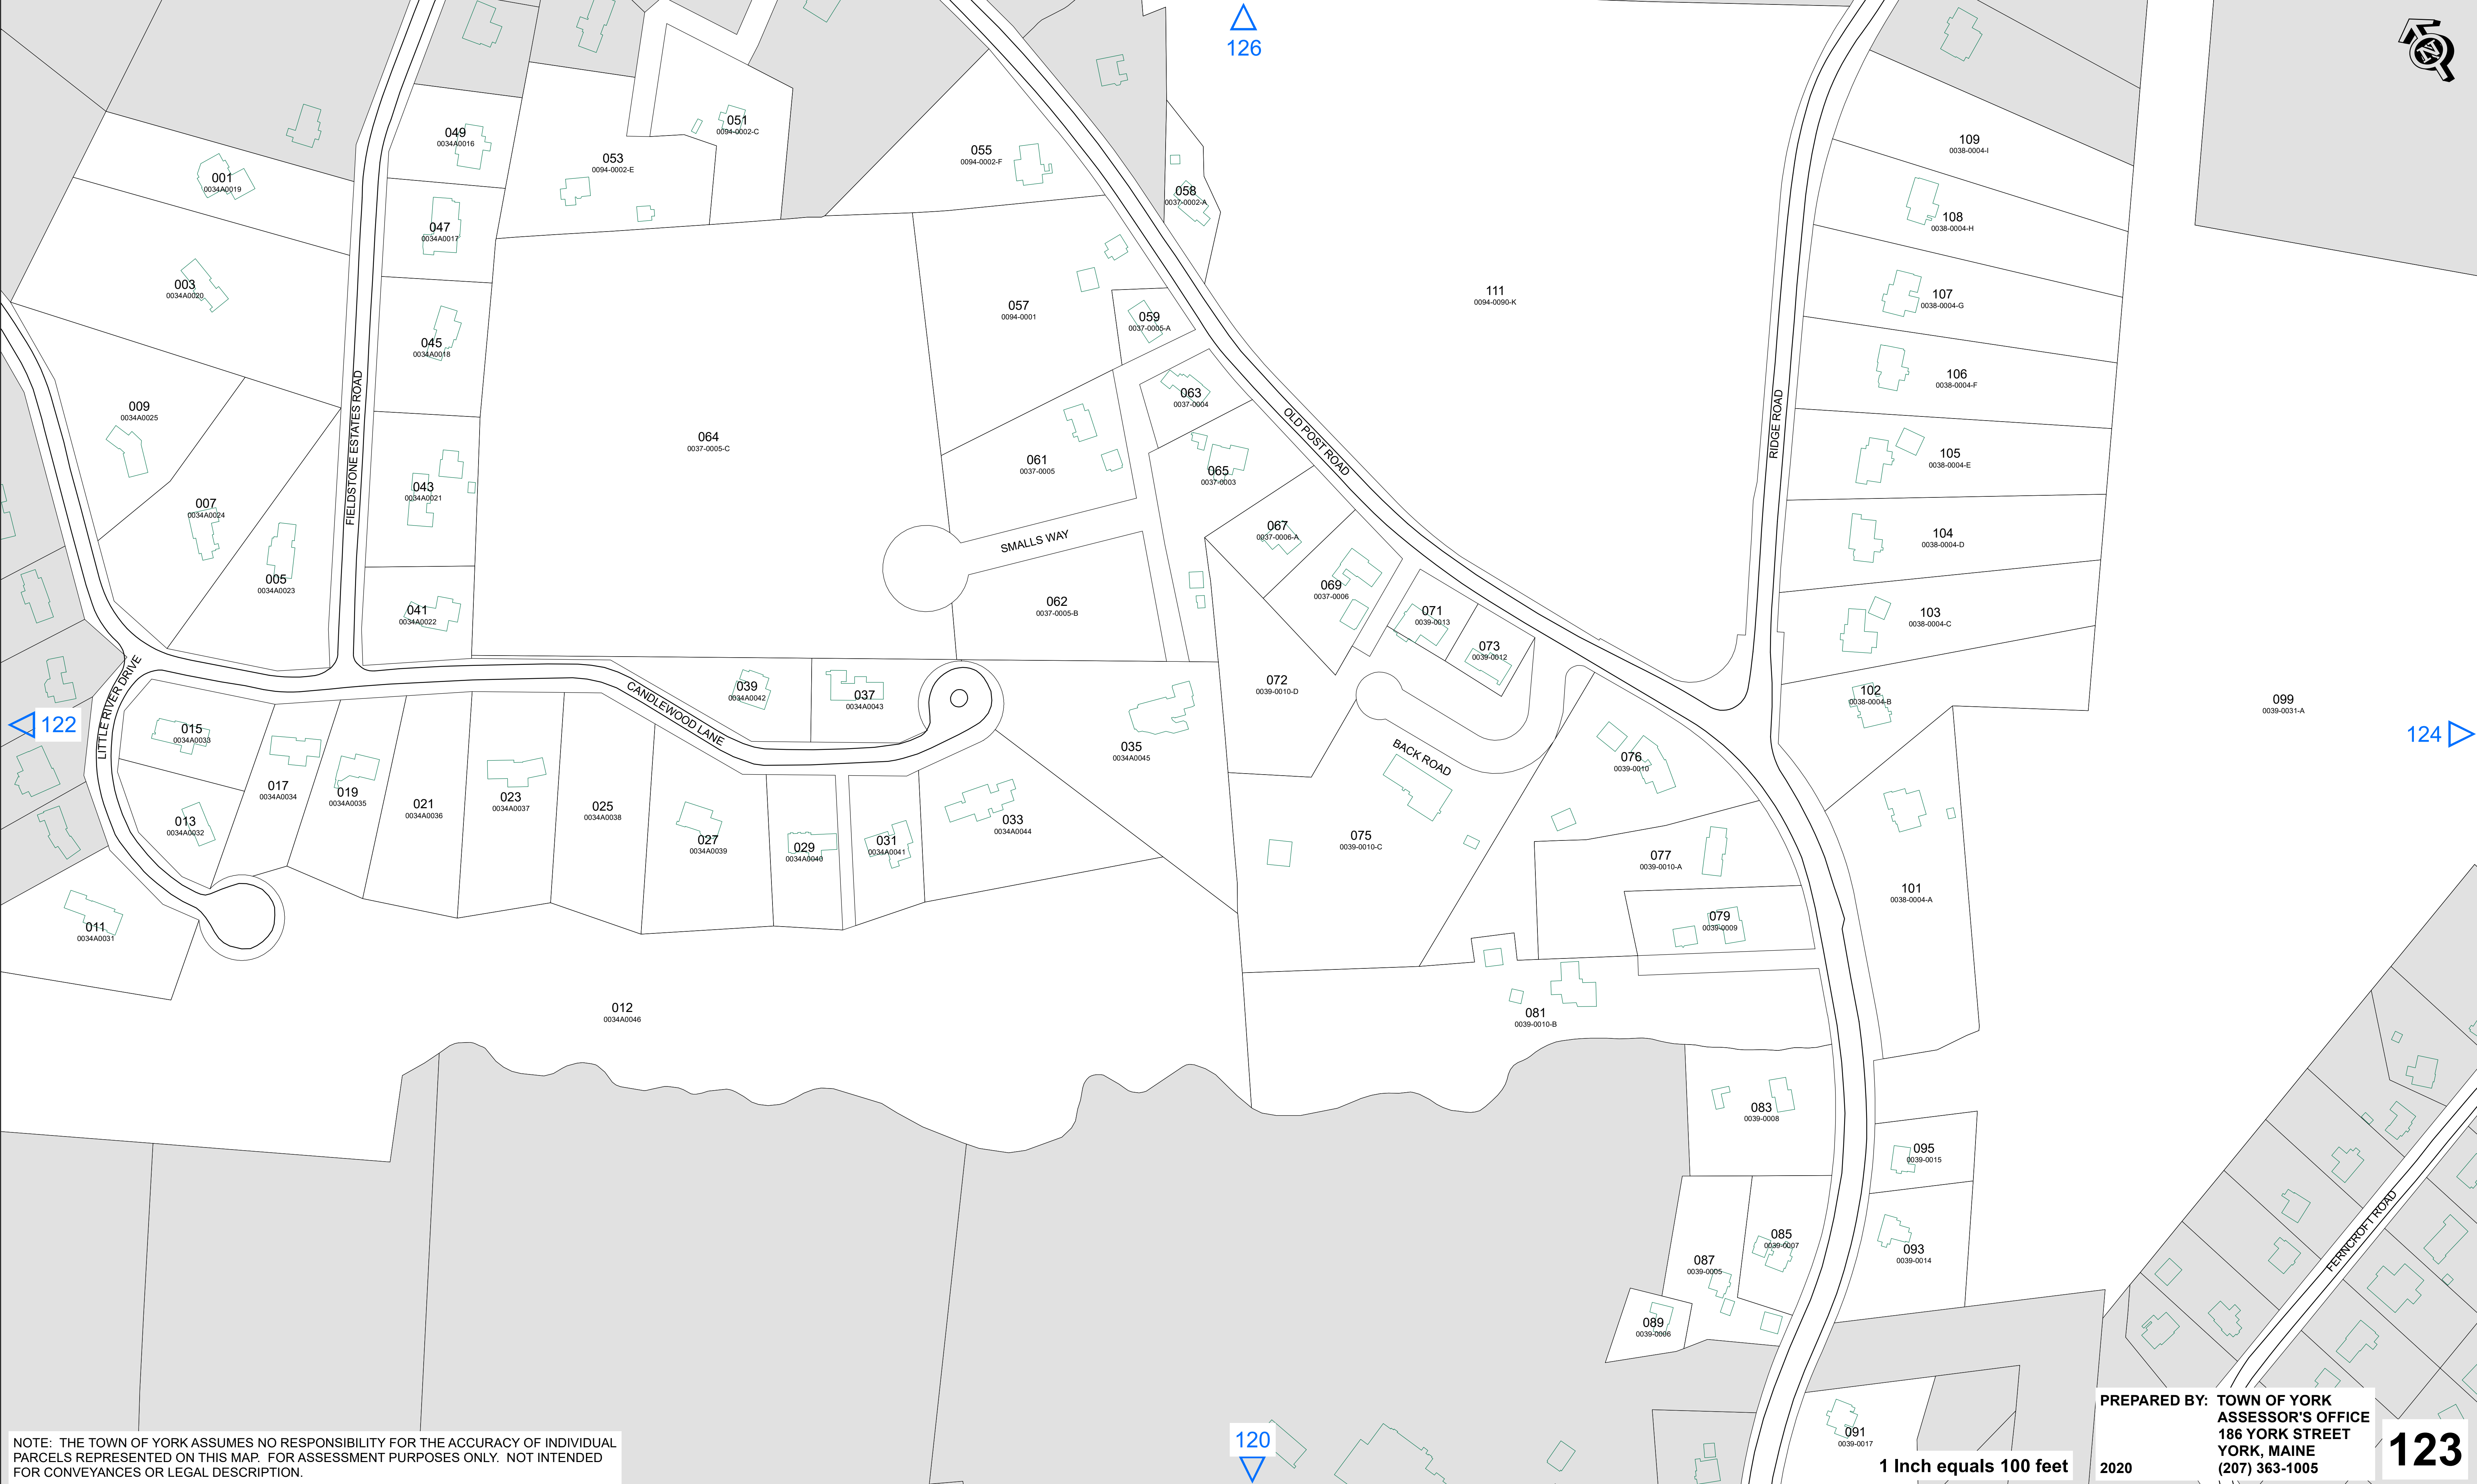 126
N
049
0034A0016
051
0094-0002-C
053
0094-0002-E
055
0094-0002-F
109
0038-0004-I
001
0034A0019
058
0037-0002-A
047
0034A0017
108
0038-0004-H
003
0034A0020
057
0094-0001
059
0037-0005-A
111
0094-0090-K
107
0038-0004-G
045
0034A0018
063
0037-0004
106
0038-0004-F
009
0034A0025
FIELDSTONE ESTATES ROAD
064
0037-0005-C
OLD POST ROAD
RIDGE ROAD
061
0037-0005
065
0037-0003
105
0038-0004-E
043
0034A0021
007
0034A0024
SMALLS WAY
067
0037-0006-A
104
0038-0004-D
005
0034A0023
069
0037-0006
062
0037-0005-B
041
0034A0022
071
0039-0013
103
0038-0004-C
073
0039-0012
LITTLE RIVER DRIVE
072
0039-0010-D
039
0034A0042
037
0034A0043
102
0038-0004-B
099
0039-0031-A
CANDLEWOOD LANE
122
015
0034A0033
035
0034A0045
BACK ROAD
076
0039-0010
124
017
0034A0034
019
0034A0035
021
0034A0036
023
0034A0037
025
0034A0038
013
0034A0032
027
0034A0039
029
0034A0040
031
0034A0041
033
0034A0044
075
0039-0010-C
077
0039-0010-A
101
0038-0004-A
079
0039-0009
011
0034A0031
012
0034A0046
081
0039-0010-B
083
0039-0008
095
0039-0015
085
0039-0007
093
0039-0014
087
0039-0005
FERNCROFT ROAD
089
0039-0006
091
0039-0017
120
NOTE: THE TOWN OF YORK ASSUMES NO RESPONSIBILITY FOR THE ACCURACY OF INDIVIDUAL
PARCELS REPRESENTED ON THIS MAP. FOR ASSESSMENT PURPOSES ONLY. NOT INTENDED
FOR CONVEYANCES OR LEGAL DESCRIPTION.
1 Inch equals 100 feet
PREPARED BY: TOWN OF YORK
ASSESSOR'S OFFICE
186 YORK STREET
YORK, MAINE
2020 (207) 363-1005
123